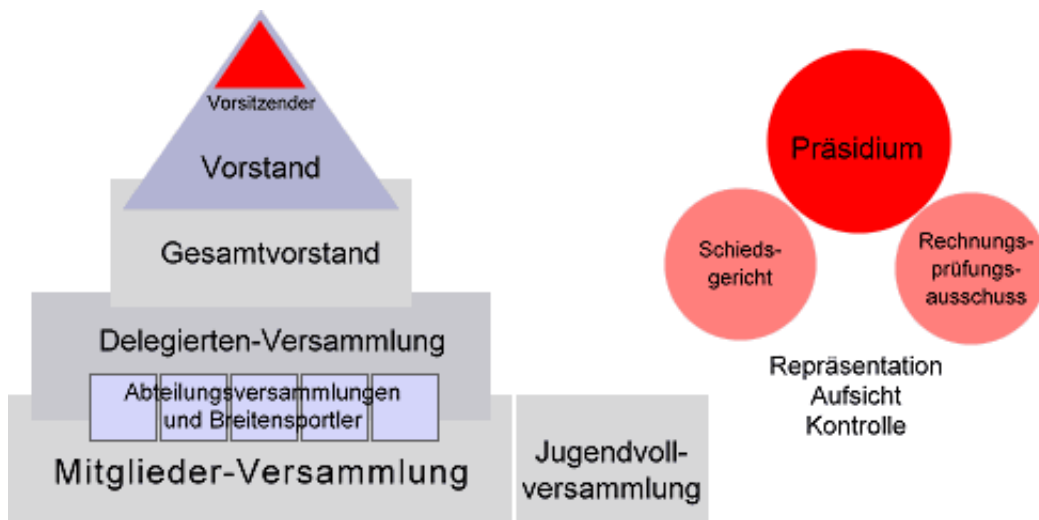 Vorsitzender
Vorstand
Gesamtvorstand
Delegierten-Versammlung
Abteilungsversammlungen
und Breitensportler
Mitglieder-Versammlung
Jugendvoll-
versammlung
Präsidium
Schieds-
gericht
Rechnungs-
prüfungs-
ausschuss
Repräsentation
Aufsicht
Kontrolle